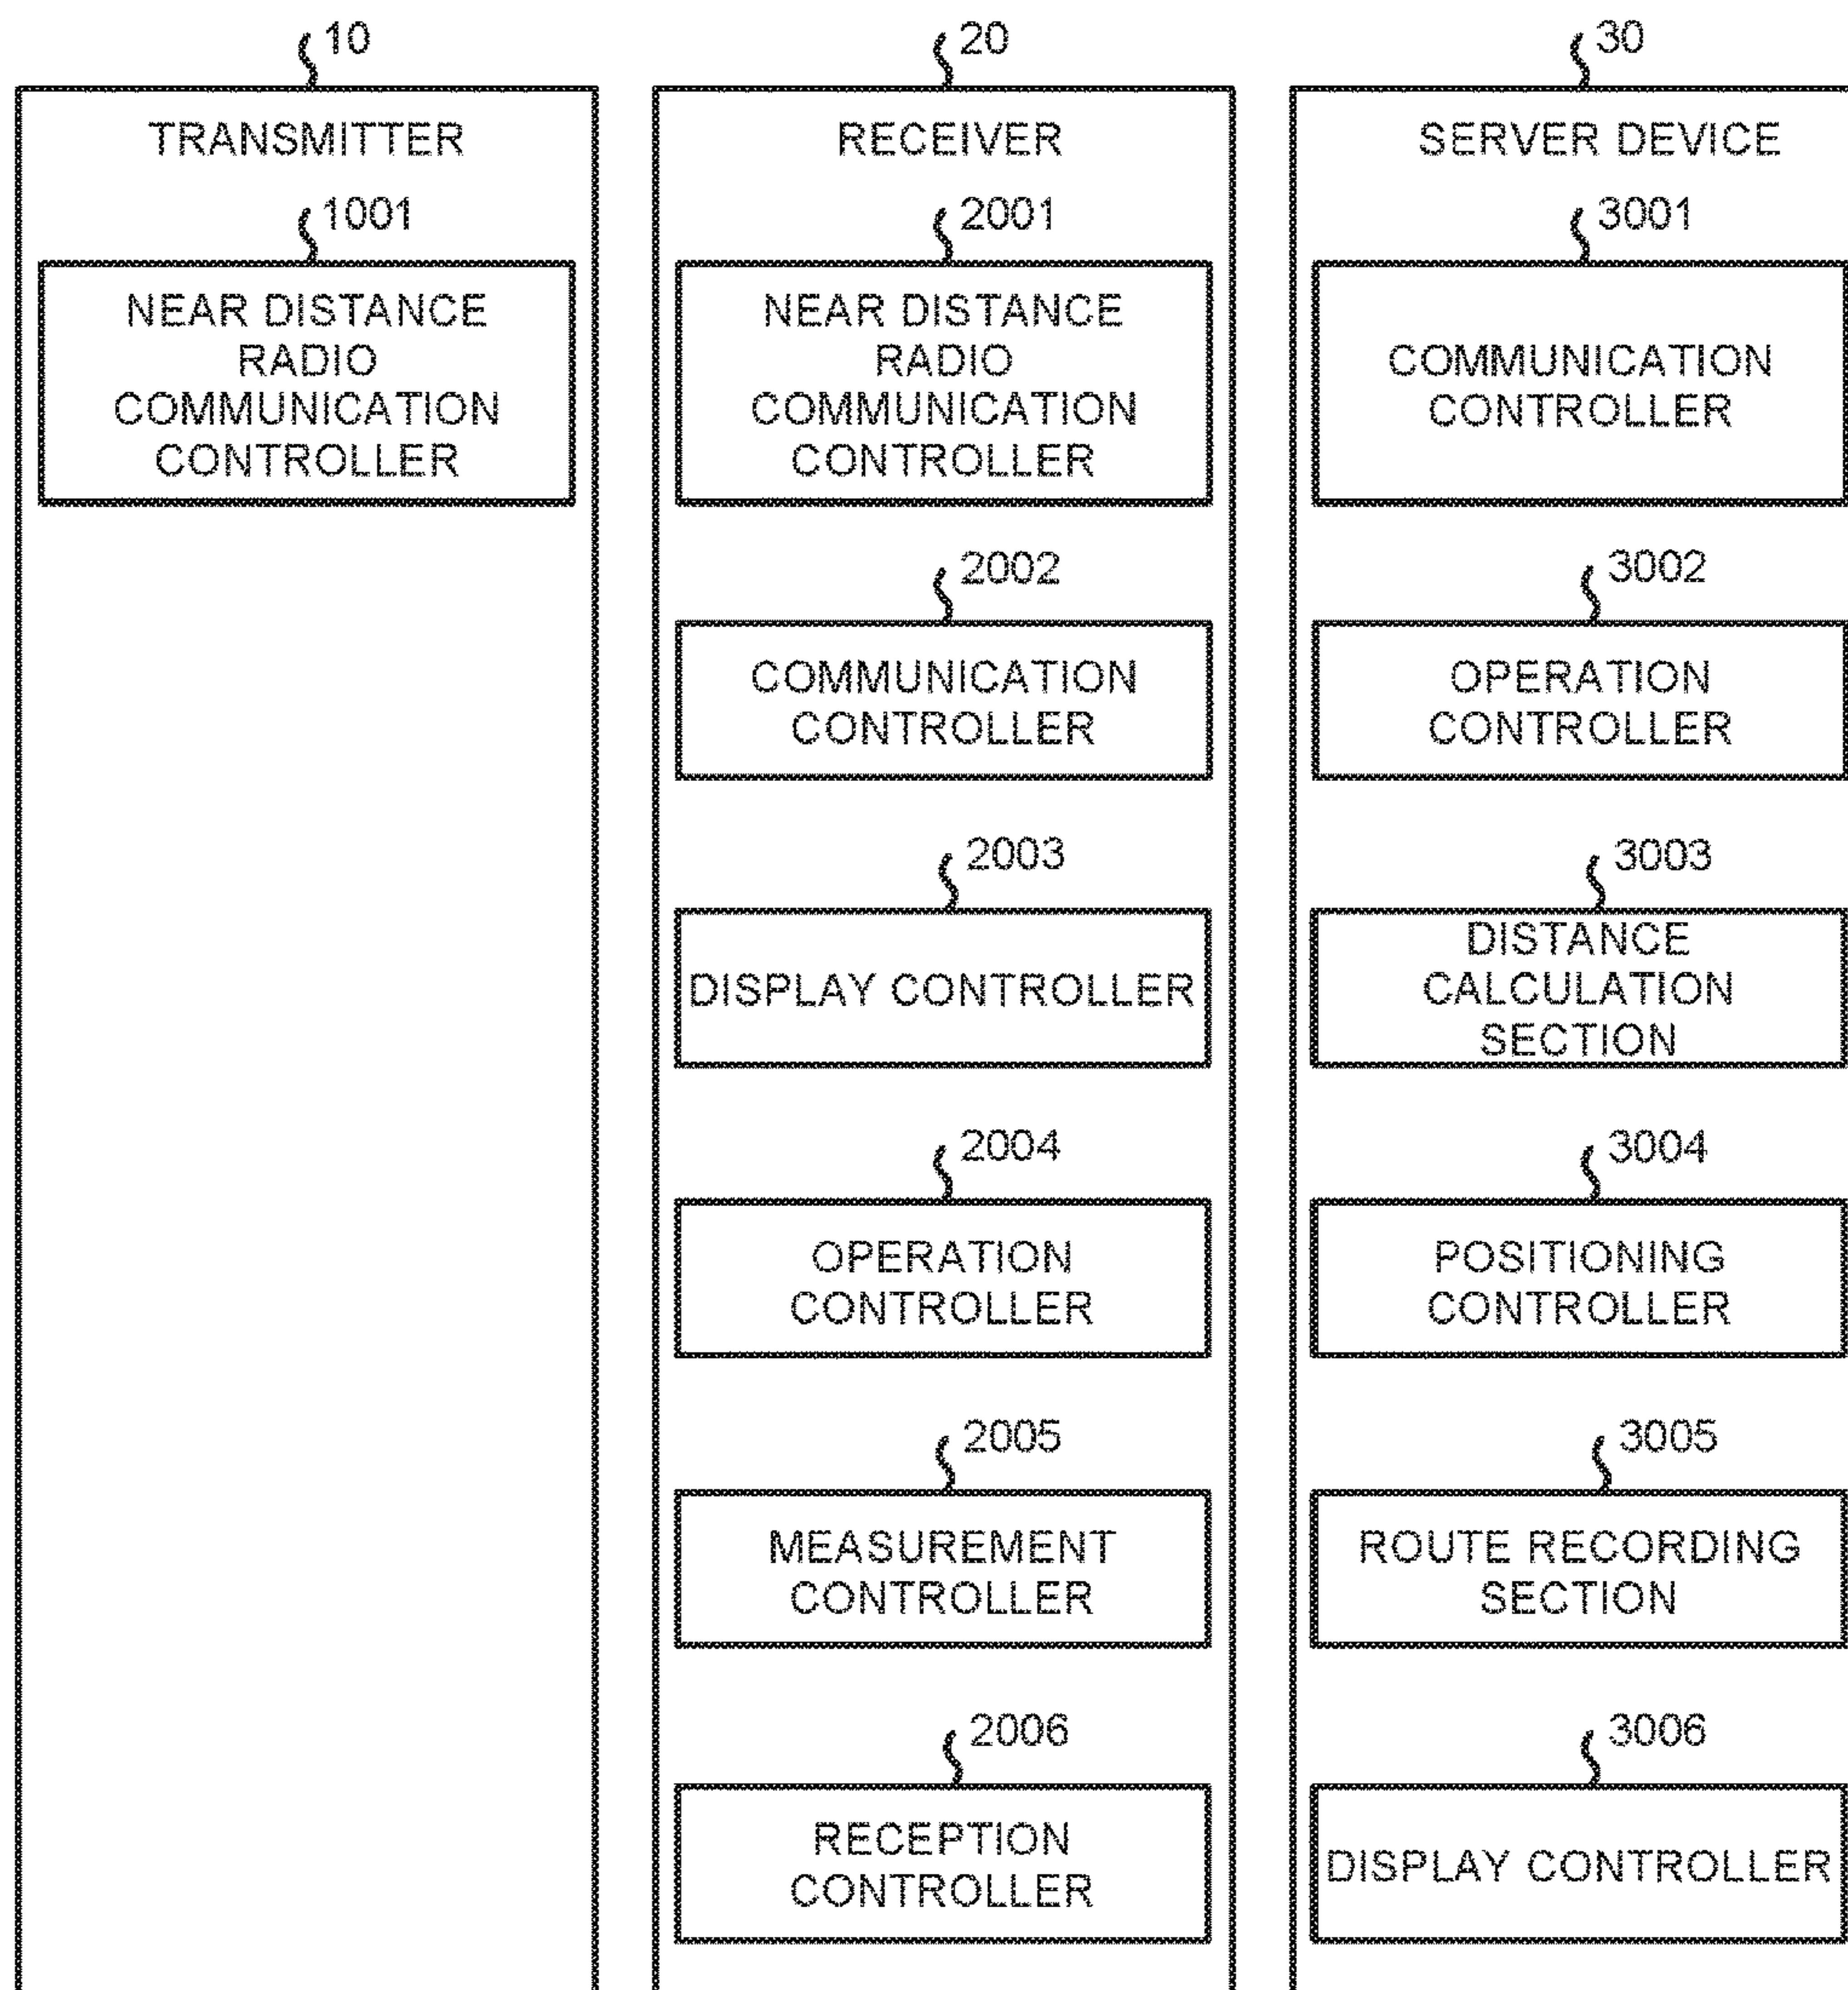 10
TRANSMITTER
1001
NEAR DISTANCE
RADIO
COMMUNICATION
CONTROLLER
20
RECEIVER
2001
NEAR DISTANCE
RADIO
COMMUNICATION
CONTROLLER
2002
COMMUNICATION
CONTROLLER
2003
DISPLAY CONTROLLER
2004
OPERATION
CONTROLLER
2005
MEASUREMENT
CONTROLLER
2006
RECEPTION
CONTROLLER
30
SERVER DEVICE
3001
COMMUNICATION
CONTROLLER
3002
OPERATION
CONTROLLER
3003
DISTANCE
CALCULATION
SECTION
3004
POSITIONING
CONTROLLER
3005
ROUTE RECORDING
SECTION
3006
DISPLAY CONTROLLER